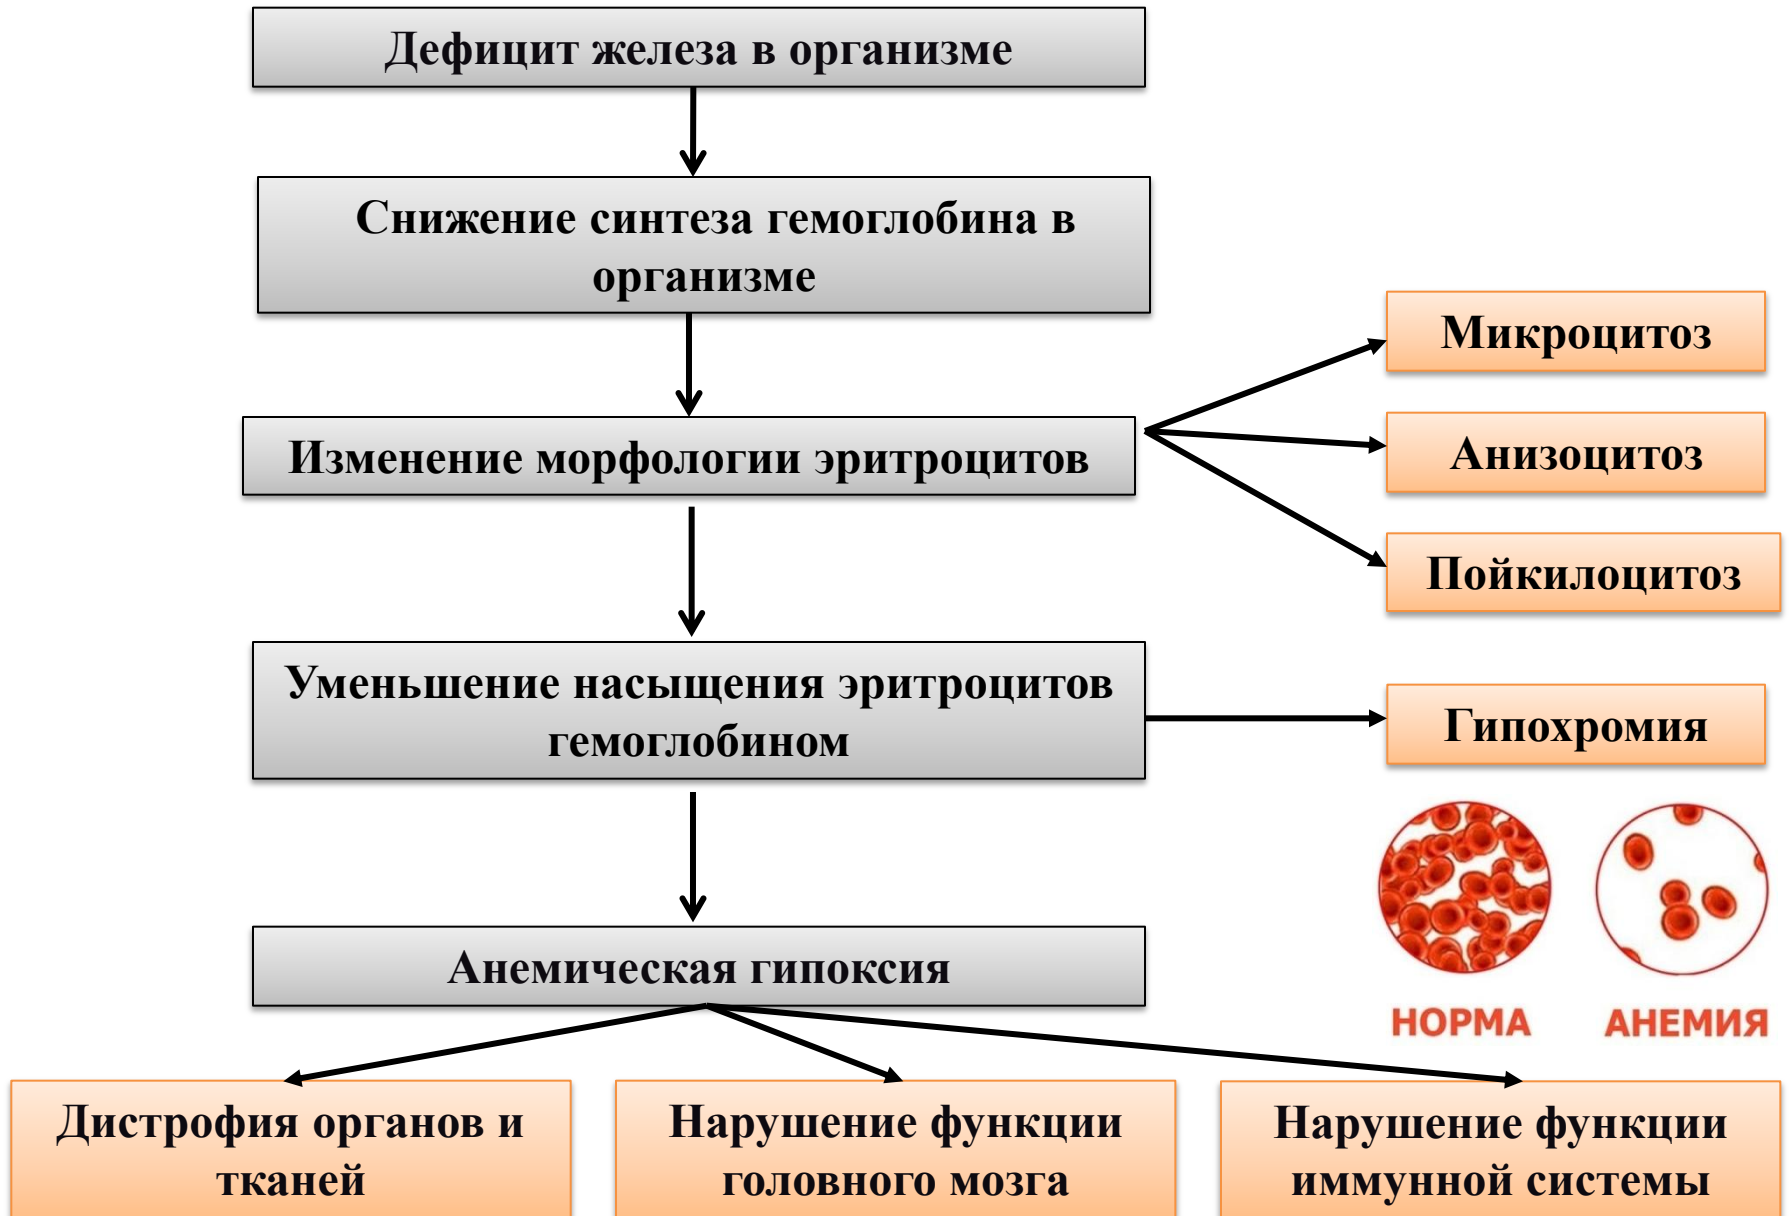 Дефицит железа в организме
Снижение синтеза гемоглобина в
организме
Микроцитоз
Изменение морфологии эритроцитов
Анизоцитоз
Пойкилоцитоз
Уменьшение насыщения эритроцитов
гемоглобином
Гипохромия
Анемическая гипоксия
НОРМА
АНЕМИЯ
Дистрофия органов и
тканей
Нарушение функции
головного мозга
Нарушение функции
иммунной системы